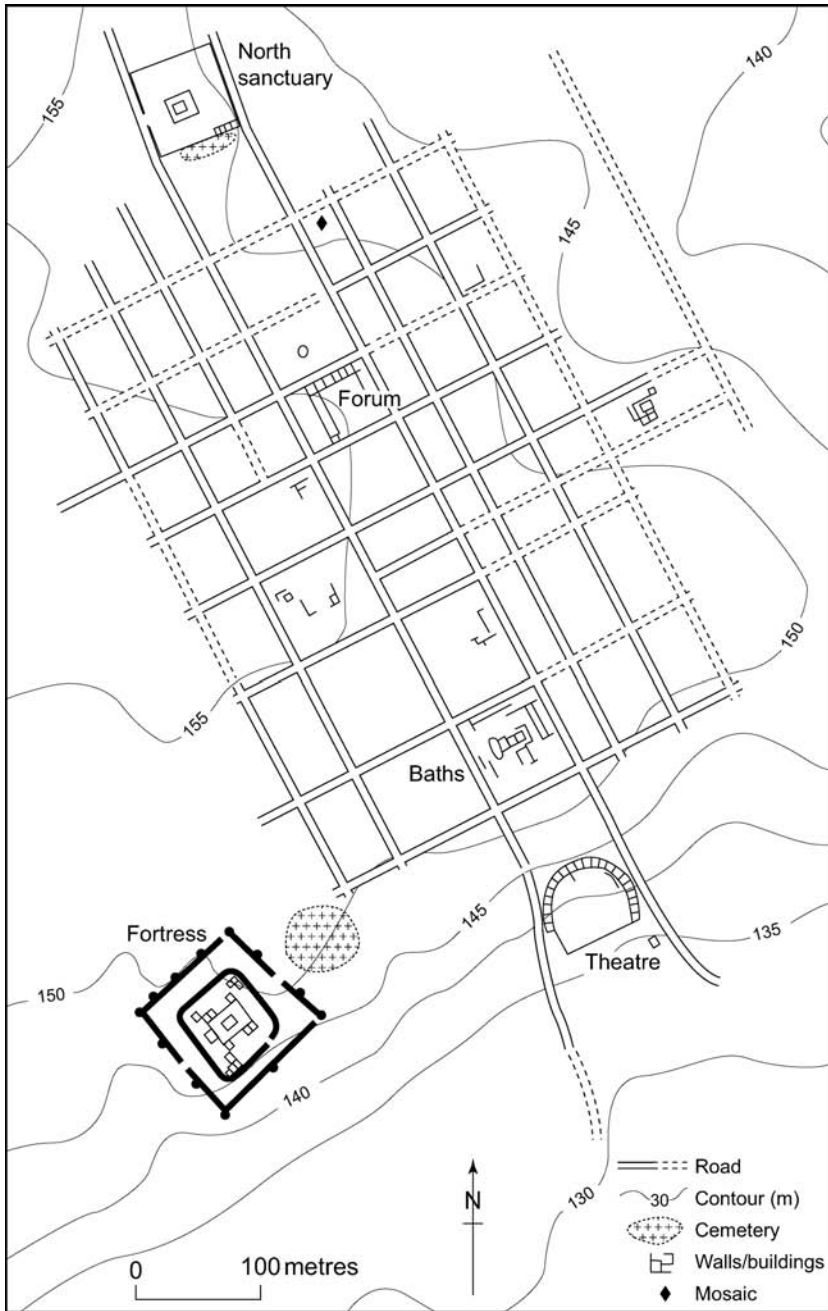 North
sanctuary
140
155
145
Forum
150
155
Baths
Fortress
145
135
Theatre
150
140
130
N
Road
30 Contour (m)
Cemetery
Walls/buildings
Mosaic
0 100 metres